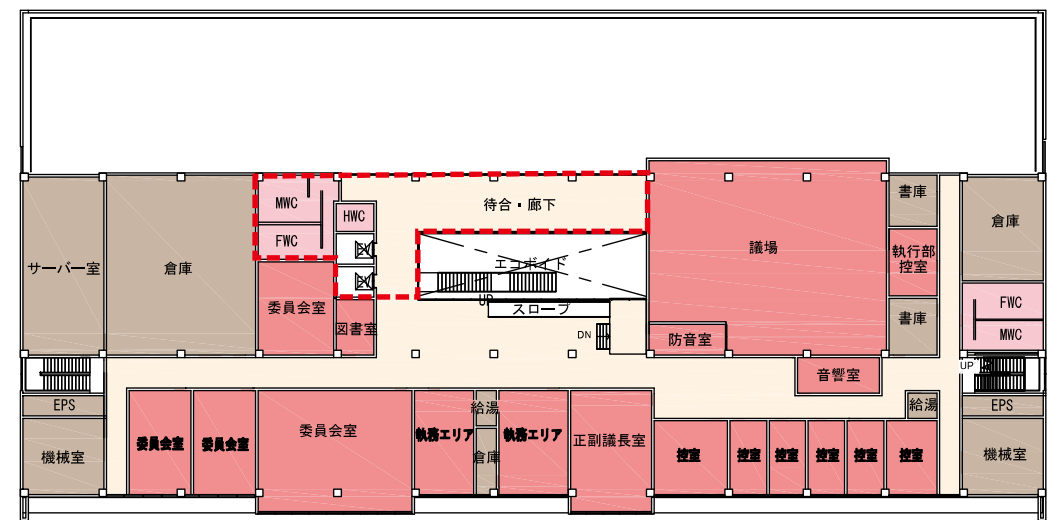 MWC
HWC
FWC
待合・廊下
サーバー室
倉庫
委員会室
図書室
EV
EV
エコボイド
UP
スロープ
DN
議場
防音室
音響室
書庫
執行部
控室
書庫
倉庫
FWC
MWC
UP
EPS
機械室
委員会室
委員会室
委員会室
執務エリア
給湯
倉庫
執務エリア
正副議長室
控室
控室
控室
控室
控室
控室
給湯
EPS
機械室